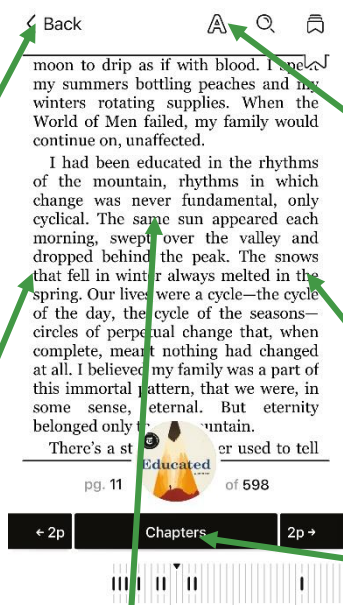 Back
moon to drip as if with blood. I spent
my summers bottling peaches and my
winters rotating supplies. When the
World of Men failed, my family would
continue on, unaffected.
I had been educated in the rhythms
of the mountain, rhythms in which
change was never fundamental, only
cyclical. The same sun appeared each
morning, swept over the valley and
dropped behind the peak. The snows
that fell in winter always melted in the
spring. Our lives were a cycle—the cycle
of the day, the cycle of the seasons—
circles of perpetual change that, when
complete, meant nothing had changed
at all. I believed my family was a part of
this immortal pattern, that we were, in
some sense, eternal. But eternity
belonged only to the mountain.
There's a st er used to tell
Educated
pg. 11 of 598
← 2p Chapters 2p →